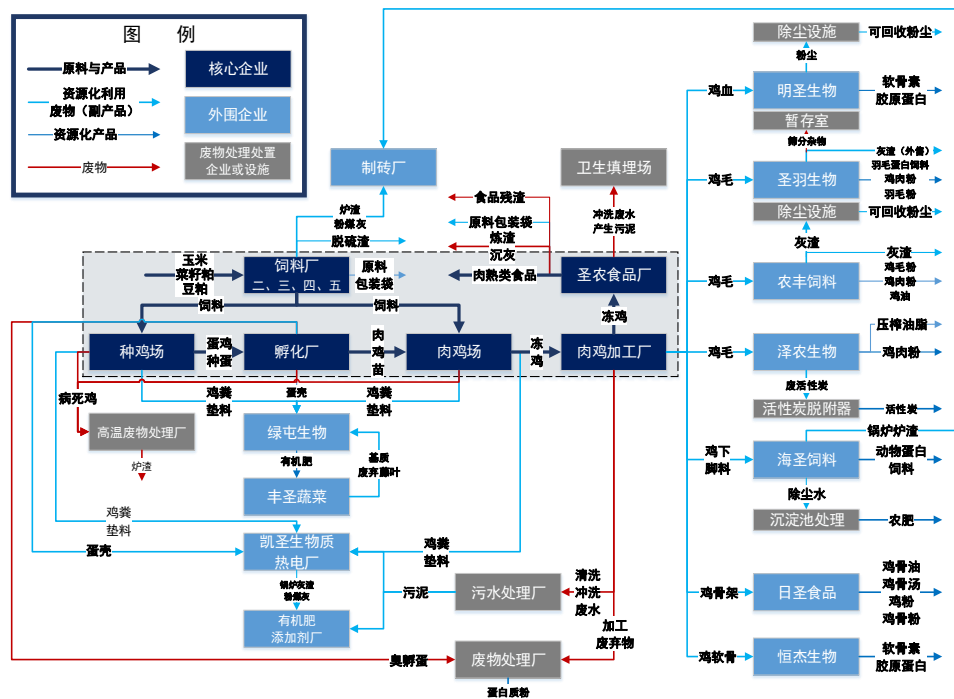 图 例
原料与产品
核心企业
资源化利用
废物（副产品）
外围企业
资源化产品
废物
废物处理处置
企业或设施
制砖厂
卫生填埋场
炉渣
粉煤灰
脱硫渣
食品残渣
原料包装袋
炼渣
沉灰
肉熟类食品
冲洗废水
产生污泥
玉米
菜籽粕
豆粕
饲料厂
二、三、四、五
原料
包装袋
圣农食品厂
饲料
饲料
冻鸡
种鸡场
蛋鸡
种蛋
孵化厂
肉
鸡
苗
肉鸡场
冻
鸡
肉鸡加工厂
病死鸡
鸡粪
垫料
蛋壳
鸡粪
垫料
高温废物处理厂
炉渣
绿屯生物
有机肥
基质
废弃藤叶
丰圣蔬菜
鸡粪
垫料
蛋壳
凯圣生物质
热电厂
鸡粪
垫料
锅炉灰渣
粉煤灰
有机肥
添加剂厂
污泥
污水处理厂
清洗
冲洗
废水
加工
废弃物
臭孵蛋
废物处理厂
蛋白质粉
除尘设施
可回收粉尘
粉尘
鸡血
明圣生物
软骨素
胶原蛋白
暂存室
筛分杂物
灰渣（外售）
鸡毛
圣羽生物
羽毛蛋白饲料
鸡肉粉
羽毛粉
除尘设施
可回收粉尘
灰渣
灰渣
鸡毛
农丰饲料
鸡毛粉
鸡肉粉
鸡油
压榨油脂
鸡毛
泽农生物
鸡肉粉
废活性炭
活性炭脱附器
活性炭
锅炉炉渣
鸡下
脚料
海圣饲料
动物蛋白
饲料
除尘水
沉淀池处理
农肥
鸡骨架
日圣食品
鸡骨油
鸡骨汤
鸡粉
鸡骨粉
鸡软骨
恒杰生物
软骨素
胶原蛋白